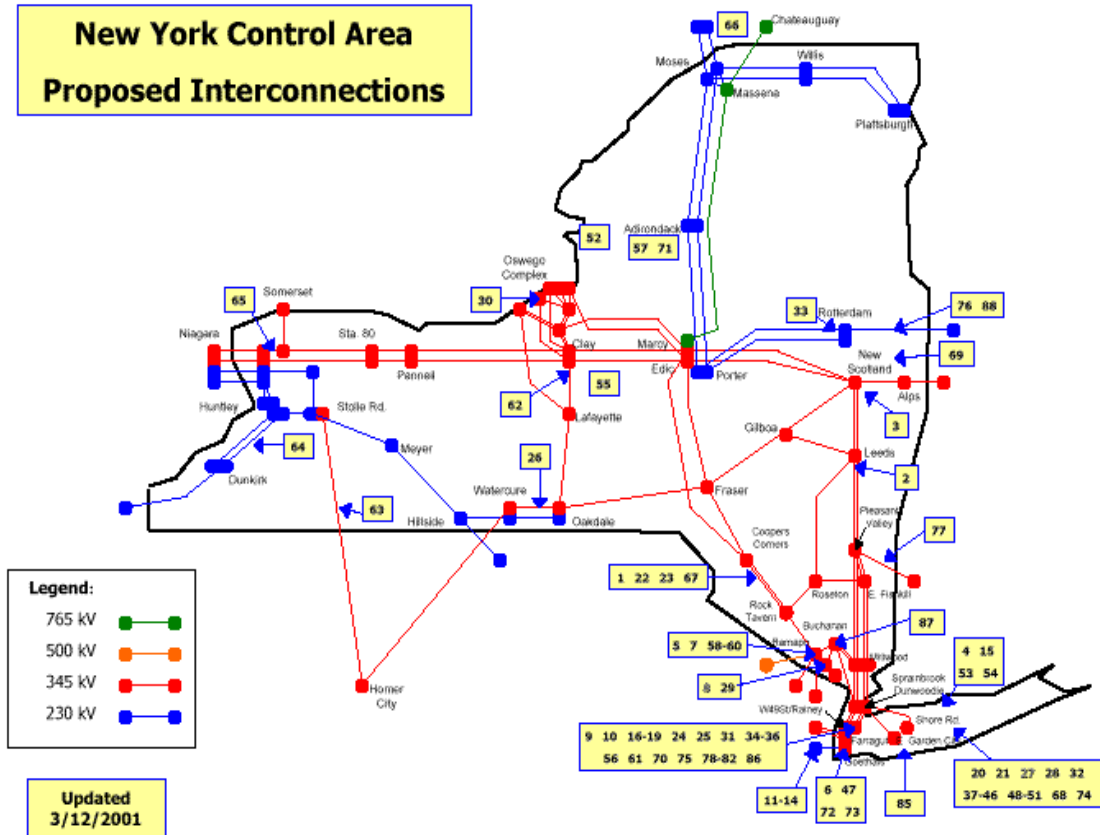 New York Control Area
Proposed Interconnections
66
Chateauguay
Moses
Willis
Massena
Plattsburgh
52
Adirondack
57 71
Oswego
Complex
30
Somerset
65
Niagara
Sta. 80
Pannell
Clay
Marcy
Edic
Porter
33
Rotterdam
76 88
New
Scotland
69
Alps
62
55
3
Huntley
Stolle Rd.
Lafayette
Gilboa
64
Meyer
Leeds
2
Dunkirk
26
Watercure
Fraser
63
Hillside
Oakdale
Pleasant
Valley
77
Coopers
Corners
1 22 23 67
Roseton
E. Fishkill
Rock
Tavern
Buchanan
87
5 7 58-60
Ramapo
Millwood
4 15
53 54
8 29
Sprainbrook
Dunwoodie
Homer
City
W49St/Rainey
Shore Rd.
9 10 16-19 24 25 31 34-36
56 61 70 75 78-82 86
Farragut
E. Garden City
Goethals
11-14
6 47
72 73
85
20 21 27 28 32
37-46 48-51 68 74
Legend:
765 kV
500 kV
345 kV
230 kV
Updated
3/12/2001